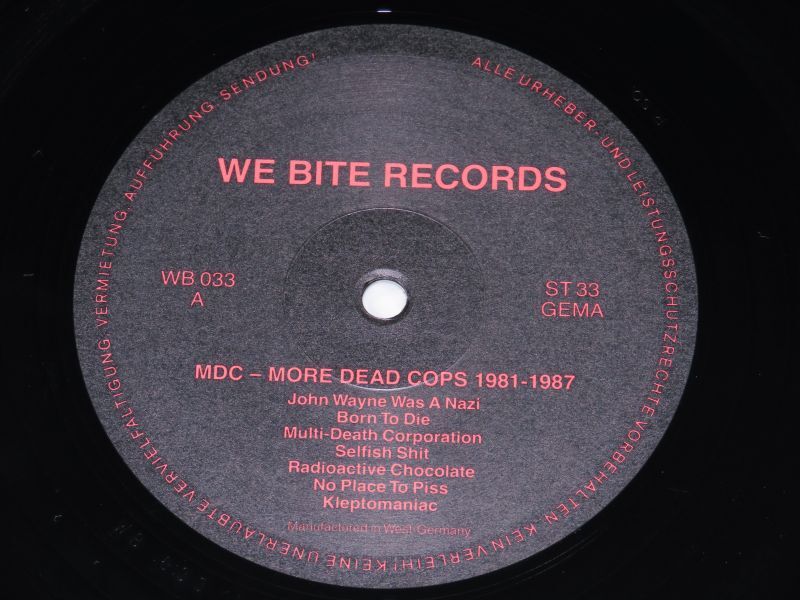 ALLE URHEBER- UND LEISTUNGSSCHUTZRECHTE VORBEHALTEN. KEIN VERLEIH! KEINE UNERLAUBTE VERVIELFÄLTIGUNG, VERMIETUNG, AUFFÜHRUNG, SENDUNG!
WE BITE RECORDS
WB 033
A
ST 33
GEMA
MDC – MORE DEAD COPS 1981-1987
John Wayne Was A Nazi
Born To Die
Multi-Death Corporation
Selfish Shit
Radioactive Chocolate
No Place To Piss
Kleptomaniac
Manufactured in West-Germany